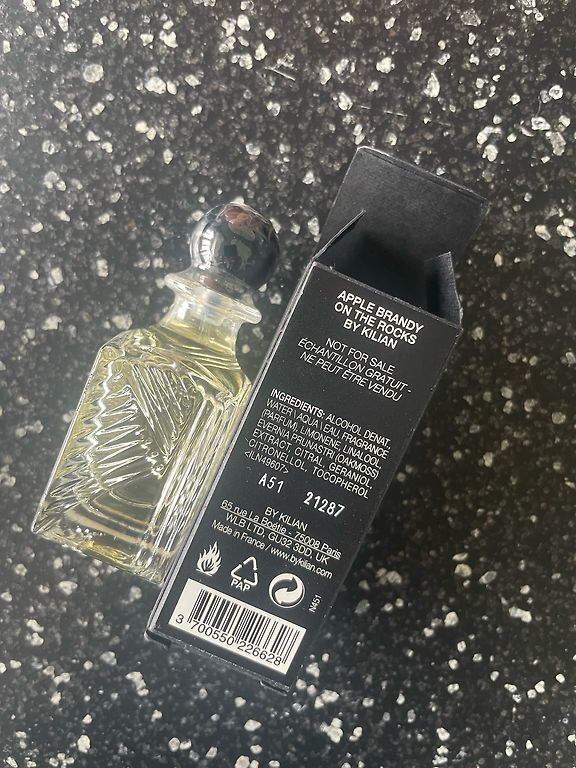 APPLE BRANDY
ON THE ROCKS
BY KILIAN
NOT FOR SALE
ÉCHANTILLON GRATUIT -
NE PEUT ÊTRE VENDU
INGREDIENTS: ALCOHOL DENAT.
WATER \ AQUA \ EAU, FRAGRANCE
(PARFUM), LIMONENE, LINALOOL,
EVERNIA PRUNASTRI (OAKMOSS)
EXTRACT, CITRAL, GERANIOL,
CITRONELLOL, TOCOPHEROL
<ILN49607>
A51 21287
BY KILIAN
65 rue La Boétie - 75008 Paris
WLB LTD, GU32 3DD, UK
Made in France / www.bykilian.com
PAP
N451
3 700550 226628